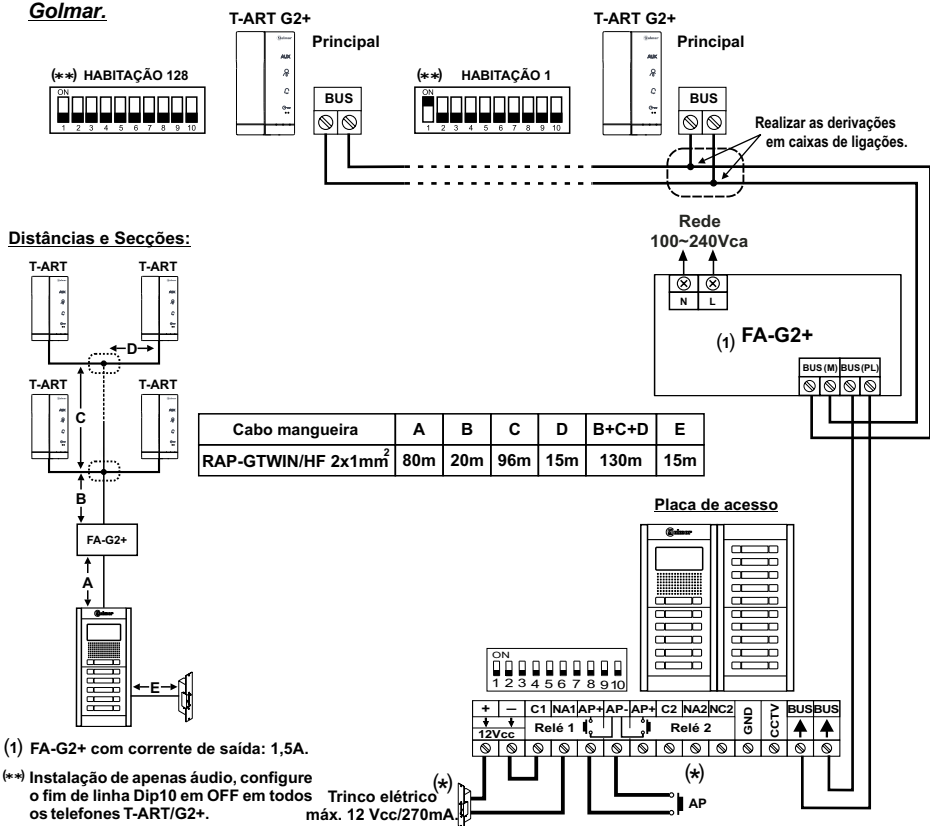 Golmar.
T-ART G2+
Principal
(**) HABITAÇÃO 128
ON
1 2 3 4 5 6 7 8 9 10
BUS
T-ART G2+
Principal
(**) HABITAÇÃO 1
ON
1 2 3 4 5 6 7 8 9 10
BUS
AUX
AUX
Realizar as derivações
em caixas de ligações.
Rede
100~240Vca
N L
(1) FA-G2+
BUS (M) BUS (PL)
Distâncias e Secções:
T-ART T-ART
D
T-ART T-ART
C
B
FA-G2+
A
E
Cabo mangueira A B C D B+C+D E
RAP-GTWIN/HF 2x1mm² 80m 20m 96m 15m 130m 15m
Placa de acesso
Golmar
ON
1 2 3 4 5 6 7 8 9 10
+ – C1 NA1 AP+ AP- AP+ C2 NA2 NC2 GND CCTV BUS BUS
12Vcc Relé 1 Relé 2
(1) FA-G2+ com corrente de saída: 1,5A.
(**) Instalação de apenas áudio, configure
o fim de linha Dip10 em OFF em todos
os telefones T-ART/G2+.
Trinco elétrico (*)
máx. 12 Vcc/270mA.
(*)
AP